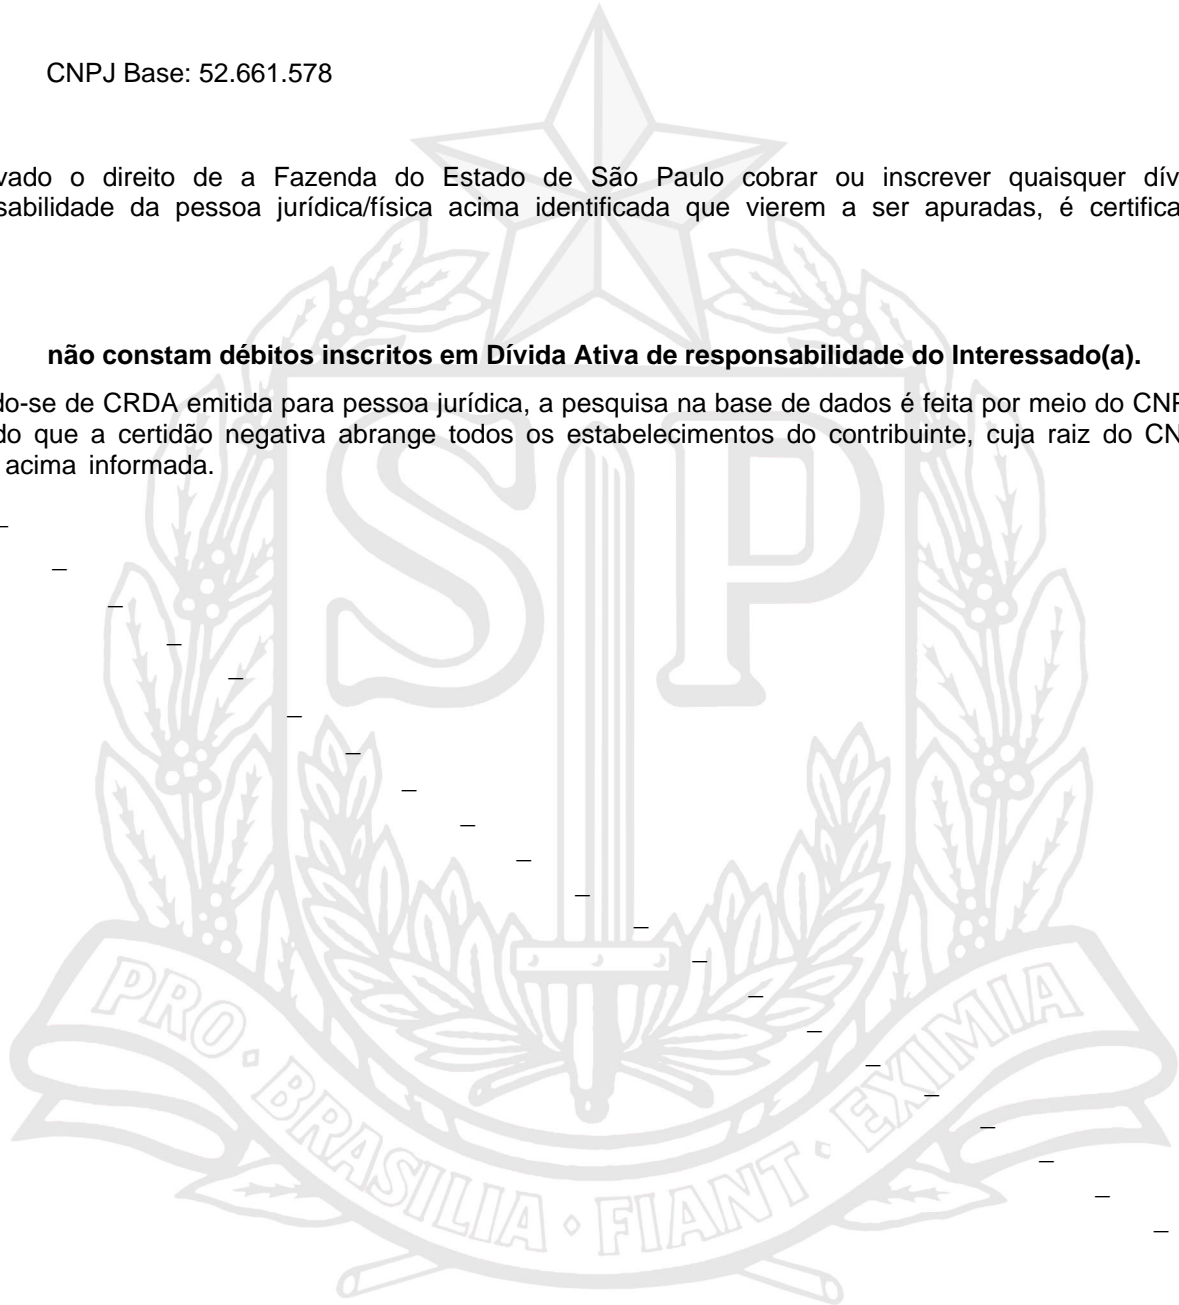 CNPJ Base: 52.661.578
vado o direito de a Fazenda do Estado de São Paulo cobrar ou inscrever quaisquer dív
sabilidade da pessoa jurídica/física acima identificada que vierem a ser apuradas, é certifica
não constam débitos inscritos em Dívida Ativa de responsabilidade do Interessado(a).
do-se de CRDA emitida para pessoa jurídica, a pesquisa na base de dados é feita por meio do CNP
do que a certidão negativa abrange todos os estabelecimentos do contribuinte, cuja raiz do CN
acima informada.
SP
PRO · BRASILIA · FIANT · EXIMIA